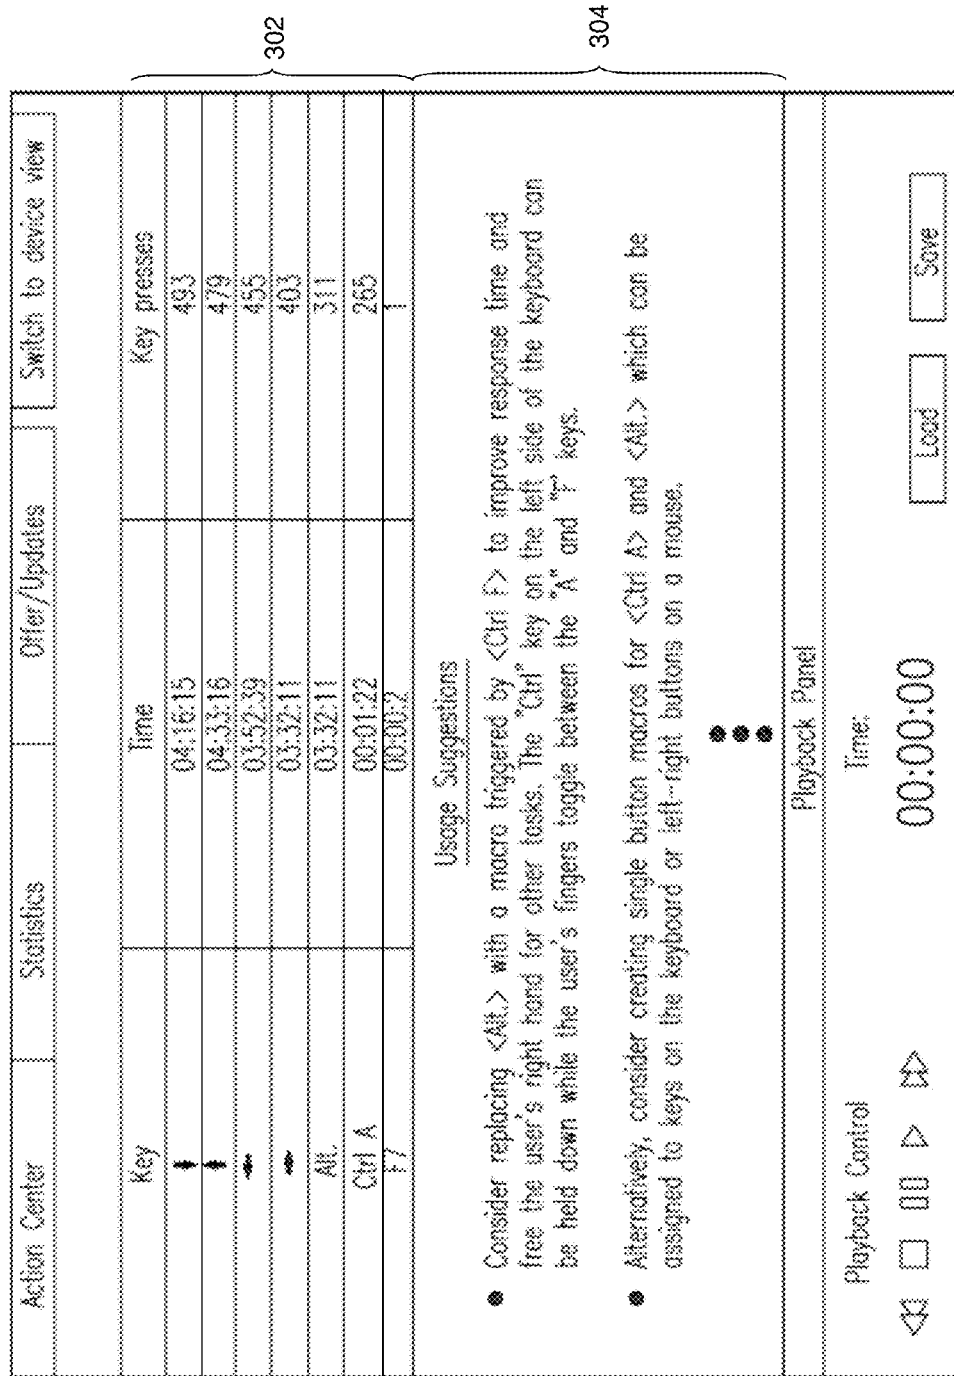 Action Center Statistics Offer/Updates Switch to device view
Key Time Key presses
04:16:15 493
04:33:16 479
03:52:39 455
03:32:11 403
Alt. 03:32:11 311
Ctrl A 00:01:22 265
F7 00:00:2 1
302
Usage Suggestions
● Consider replacing <Alt.> with a macro triggered by <Ctrl F> to improve response time and
free the user's right hand for other tasks. The "Ctrl" key on the left side of the keyboard can
be held down while the user's fingers toggle between the "A" and "F" keys.
● Alternatively, consider creating single button macros for <Ctrl A> and <Alt.> which can be
assigned to keys on the keyboard or left-right buttons on a mouse.
304
Playback Panel
Playback Control Time:
00:00:00 Load Save